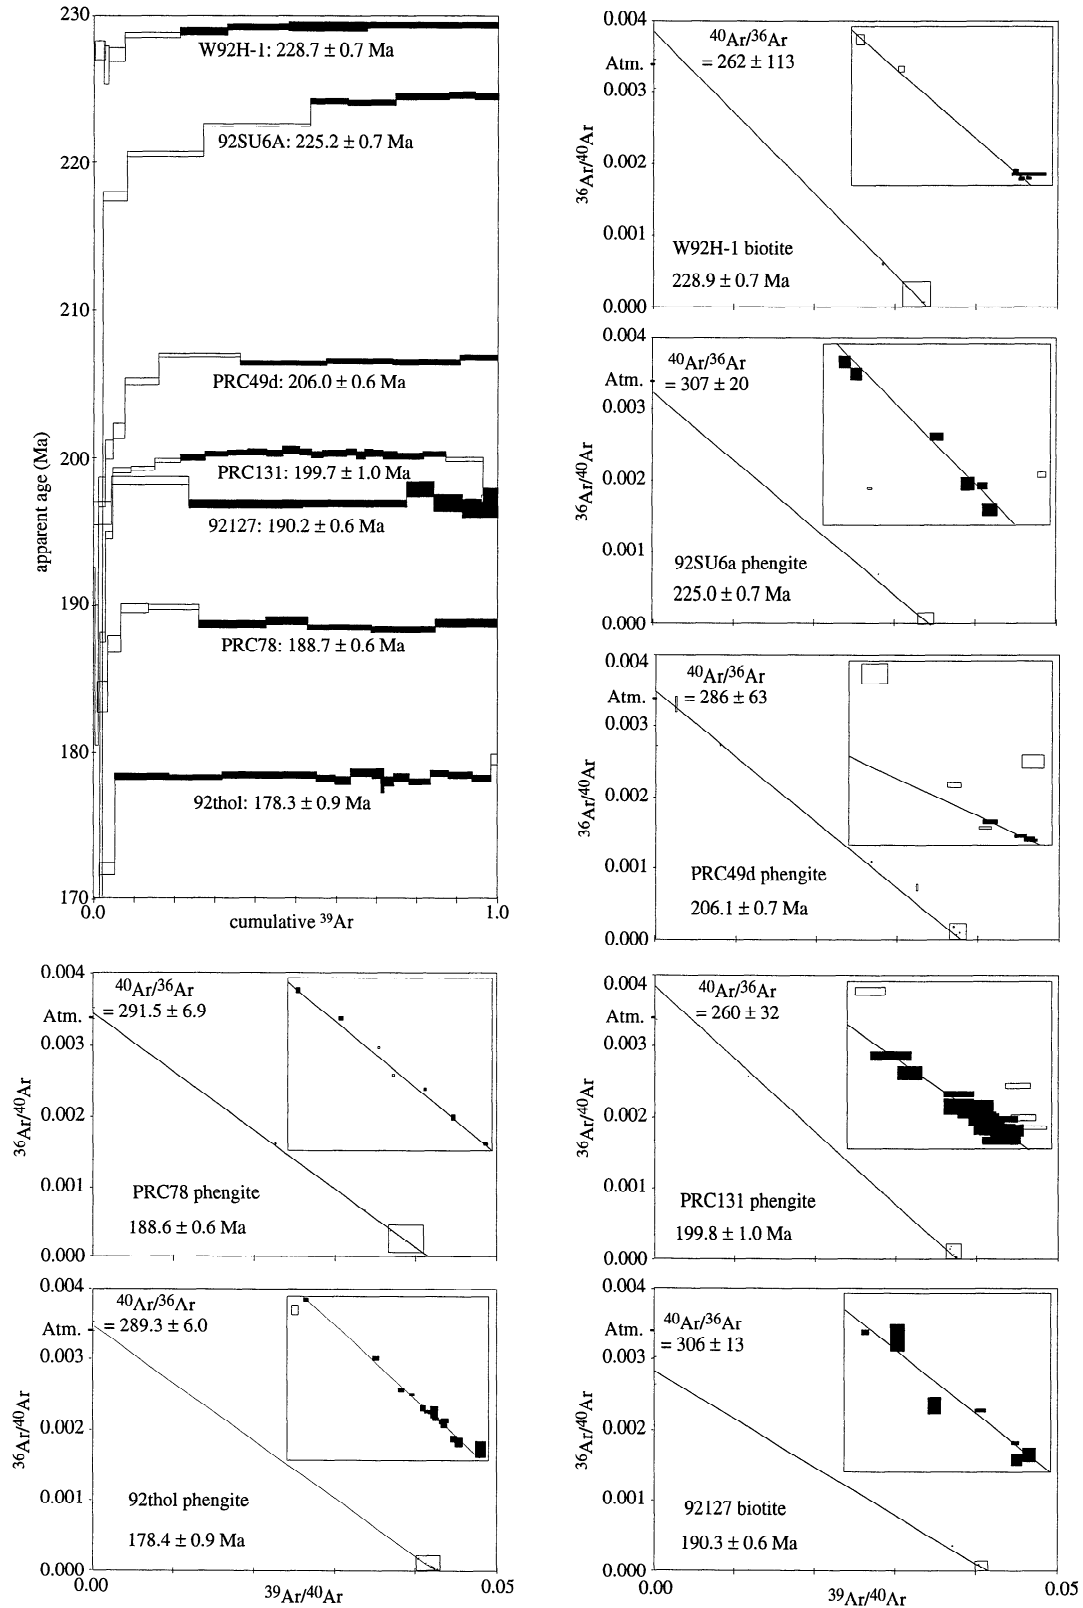 230
220
210
200
190
180
170
apparent age (Ma)
W92H-1: 228.7 ± 0.7 Ma
92SU6A: 225.2 ± 0.7 Ma
PRC49d: 206.0 ± 0.6 Ma
PRC131: 199.7 ± 1.0 Ma
92127: 190.2 ± 0.6 Ma
PRC78: 188.7 ± 0.6 Ma
92thol: 178.3 ± 0.9 Ma
0.0
1.0
cumulative ³⁹Ar
0.004
Atm.
0.003
0.002
0.001
0.000
³⁶Ar/⁴⁰Ar
⁴⁰Ar/³⁶Ar
= 262 ± 113
W92H-1 biotite
228.9 ± 0.7 Ma
0.004
Atm.
0.003
0.002
0.001
0.000
³⁶Ar/⁴⁰Ar
⁴⁰Ar/³⁶Ar
= 307 ± 20
92SU6a phengite
225.0 ± 0.7 Ma
0.004
Atm.
0.003
0.002
0.001
0.000
³⁶Ar/⁴⁰Ar
⁴⁰Ar/³⁶Ar
= 286 ± 63
PRC49d phengite
206.1 ± 0.7 Ma
0.004
Atm.
0.003
0.002
0.001
0.000
³⁶Ar/⁴⁰Ar
⁴⁰Ar/³⁶Ar
= 291.5 ± 6.9
PRC78 phengite
188.6 ± 0.6 Ma
0.004
Atm.
0.003
0.002
0.001
0.000
³⁶Ar/⁴⁰Ar
⁴⁰Ar/³⁶Ar
= 260 ± 32
PRC131 phengite
199.8 ± 1.0 Ma
0.004
Atm.
0.003
0.002
0.001
0.000
³⁶Ar/⁴⁰Ar
⁴⁰Ar/³⁶Ar
= 289.3 ± 6.0
92thol phengite
178.4 ± 0.9 Ma
0.00
0.05
³⁹Ar/⁴⁰Ar
0.004
Atm.
0.003
0.002
0.001
0.000
³⁶Ar/⁴⁰Ar
⁴⁰Ar/³⁶Ar
= 306 ± 13
92127 biotite
190.3 ± 0.6 Ma
0.00
0.05
³⁹Ar/⁴⁰Ar